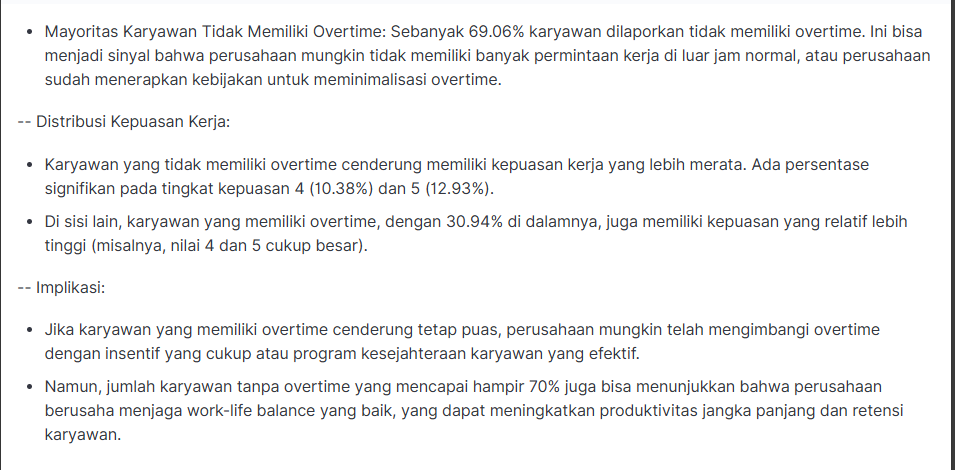 • Mayoritas Karyawan Tidak Memiliki Overtime: Sebanyak 69.06% karyawan dilaporkan tidak memiliki overtime. Ini bisa
menjadi sinyal bahwa perusahaan mungkin tidak memiliki banyak permintaan kerja di luar jam normal, atau perusahaan
sudah menerapkan kebijakan untuk meminimalisasi overtime.
-- Distribusi Kepuasan Kerja:
• Karyawan yang tidak memiliki overtime cenderung memiliki kepuasan kerja yang lebih merata. Ada persentase
signifikan pada tingkat kepuasan 4 (10.38%) dan 5 (12.93%).
• Di sisi lain, karyawan yang memiliki overtime, dengan 30.94% di dalamnya, juga memiliki kepuasan yang relatif lebih
tinggi (misalnya, nilai 4 dan 5 cukup besar).
-- Implikasi:
• Jika karyawan yang memiliki overtime cenderung tetap puas, perusahaan mungkin telah mengimbangi overtime
dengan insentif yang cukup atau program kesejahteraan karyawan yang efektif.
• Namun, jumlah karyawan tanpa overtime yang mencapai hampir 70% juga bisa menunjukkan bahwa perusahaan
berusaha menjaga work-life balance yang baik, yang dapat meningkatkan produktivitas jangka panjang dan retensi
karyawan.